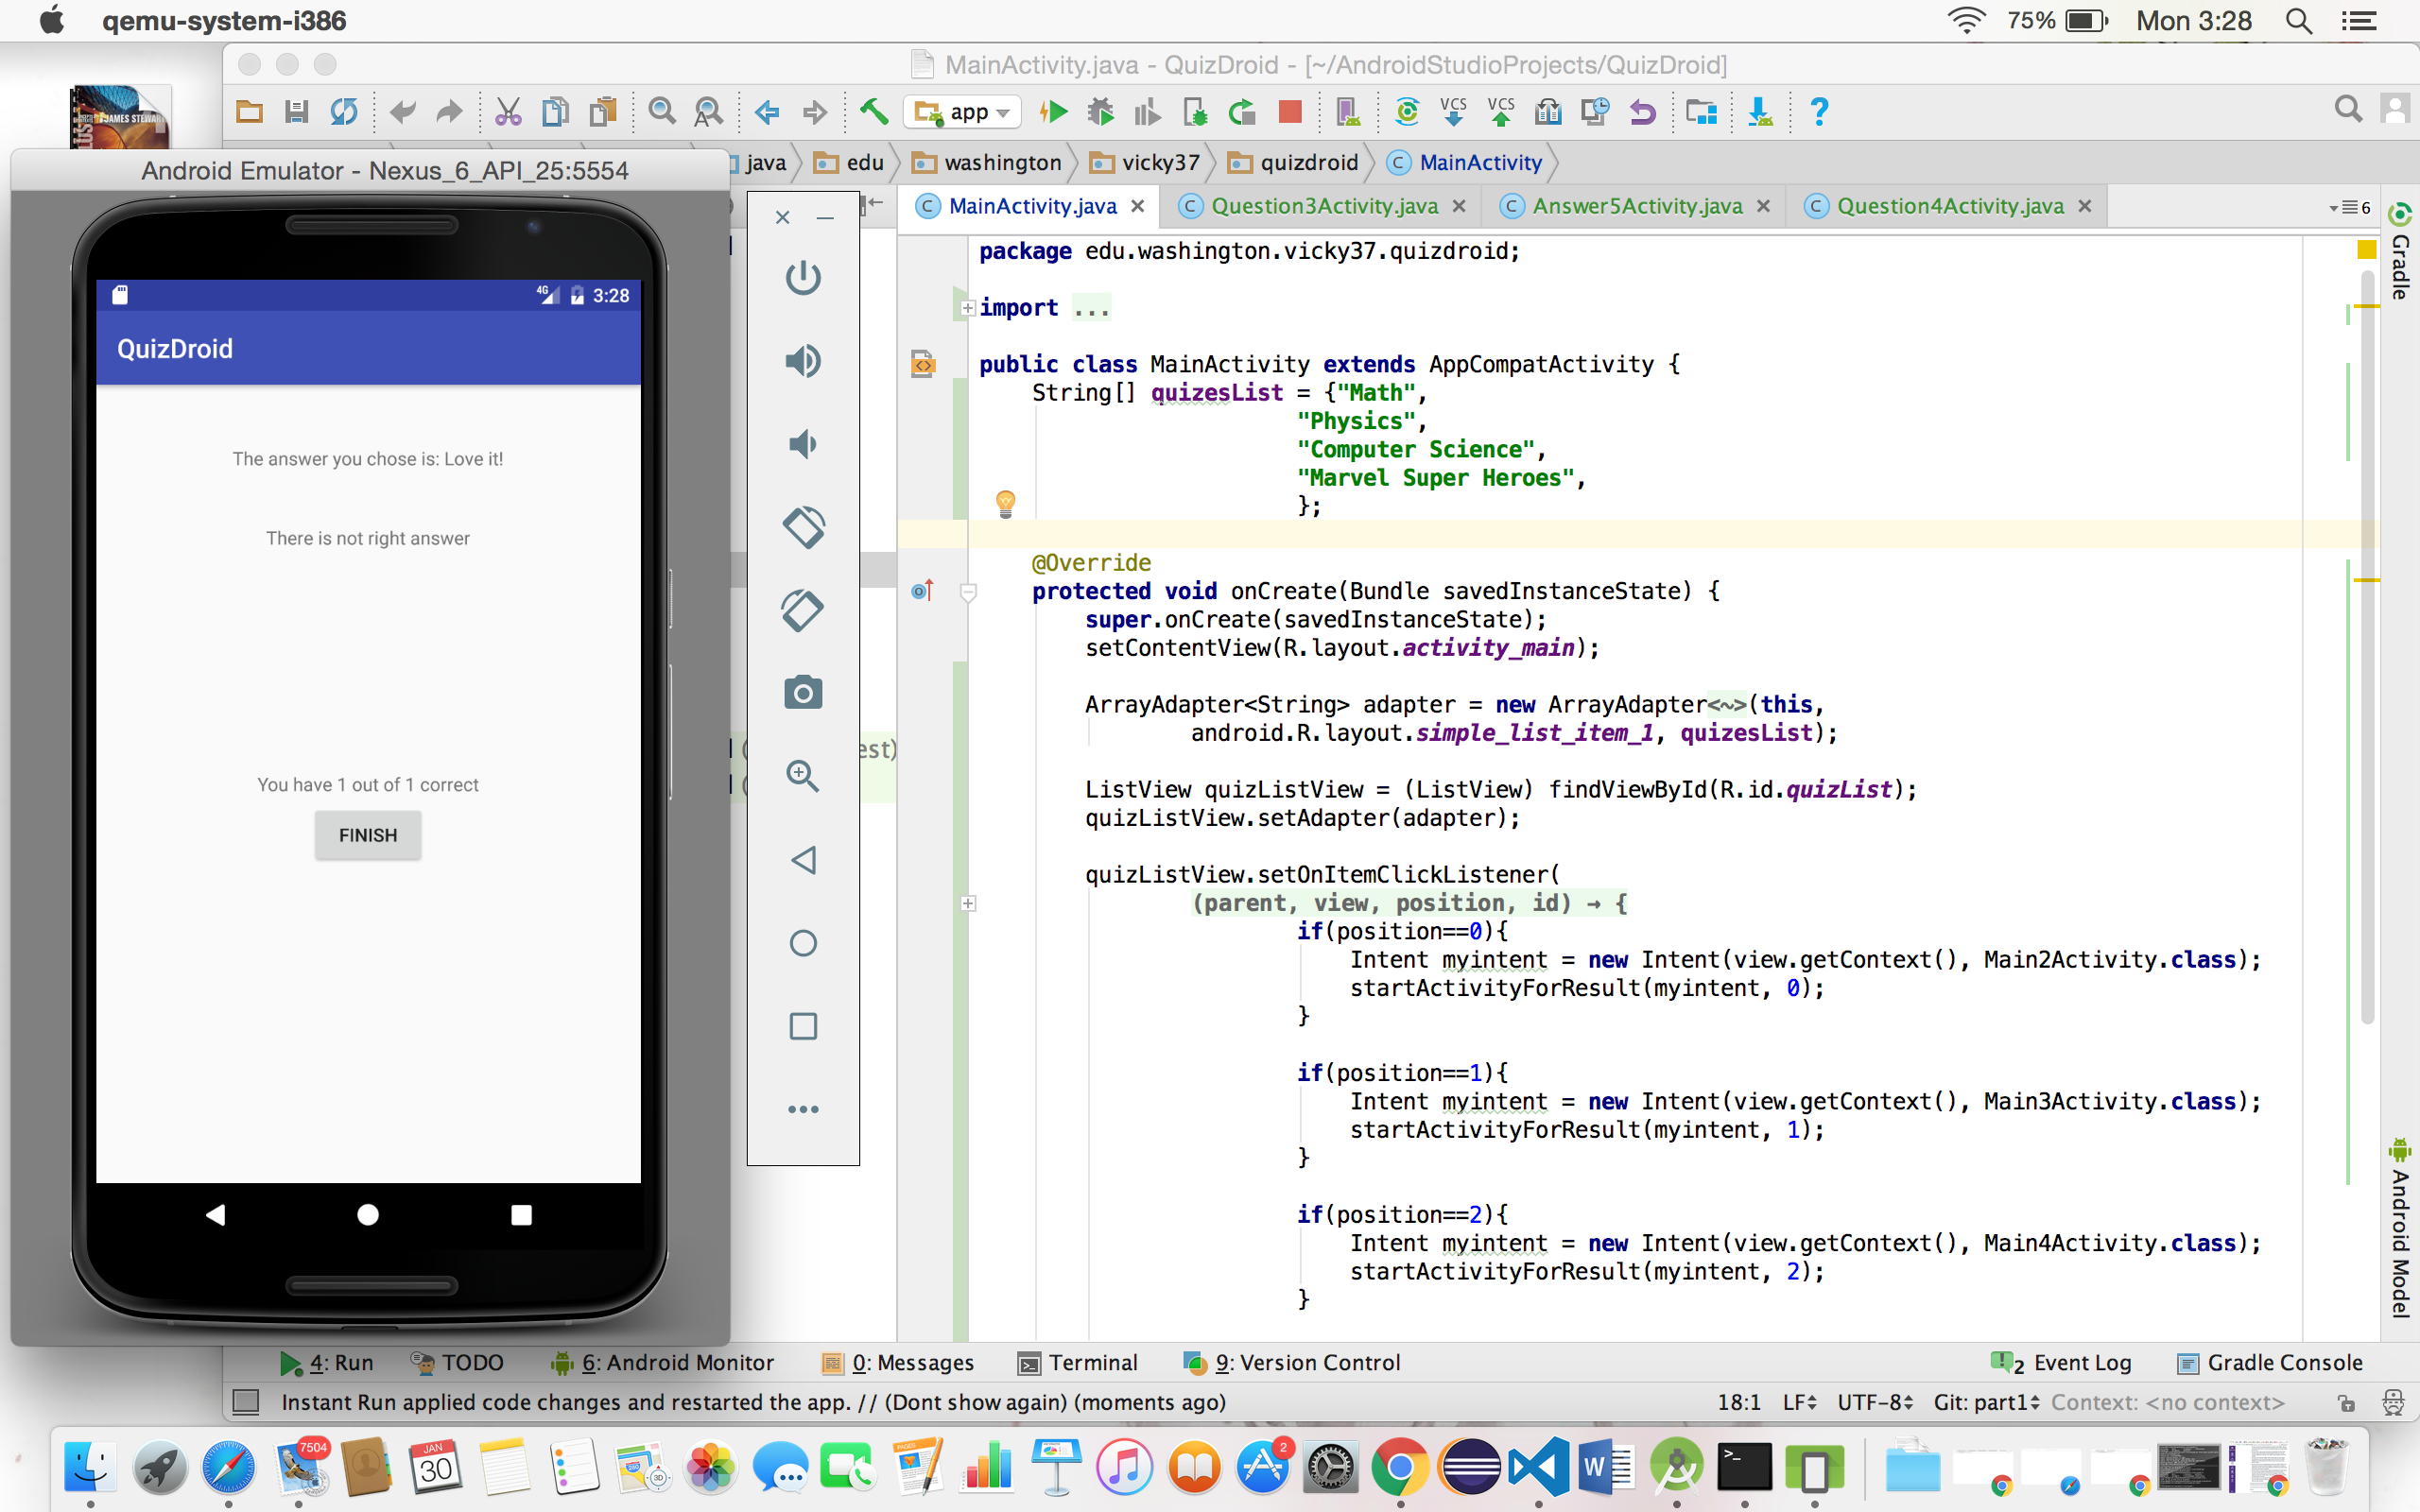 qemu-system-i386
75%
Mon 3:28
MainActivity.java - QuizDroid - [~/AndroidStudioProjects/QuizDroid]
JAMES STEWAR
app
VCS
VCS
?
Android Emulator - Nexus_6_API_25:5554
java
edu
washington
vicky37
quizdroid
MainActivity
MainActivity.java
Question3Activity.java
Answer5Activity.java
Question4Activity.java
6
4G
3:28
QuizDroid
The answer you chose is: Love it!
There is not right answer
You have 1 out of 1 correct
FINISH
est)
package edu.washington.vicky37.quizdroid;
import ...
public class MainActivity extends AppCompatActivity {
String[] quizesList = {"Math",
"Physics",
"Computer Science",
"Marvel Super Heroes",
};
@Override
protected void onCreate(Bundle savedInstanceState) {
super.onCreate(savedInstanceState);
setContentView(R.layout.activity_main);
ArrayAdapter<String> adapter = new ArrayAdapter<~>(this,
android.R.layout.simple_list_item_1, quizesList);
ListView quizListView = (ListView) findViewById(R.id.quizList);
quizListView.setAdapter(adapter);
quizListView.setOnItemClickListener(
(parent, view, position, id) → {
if(position==0){
Intent myintent = new Intent(view.getContext(), Main2Activity.class);
startActivityForResult(myintent, 0);
}
if(position==1){
Intent myintent = new Intent(view.getContext(), Main3Activity.class);
startActivityForResult(myintent, 1);
}
if(position==2){
Intent myintent = new Intent(view.getContext(), Main4Activity.class);
startActivityForResult(myintent, 2);
}
Gradle
Android Model
4: Run
TODO
6: Android Monitor
0: Messages
Terminal
9: Version Control
2 Event Log
Gradle Console
Instant Run applied code changes and restarted the app. // (Dont show again) (moments ago)
18:1
LF
UTF-8
Git: part1
Context: <no context>
7504
JAN
30
3D
PAGES
2
W
>_